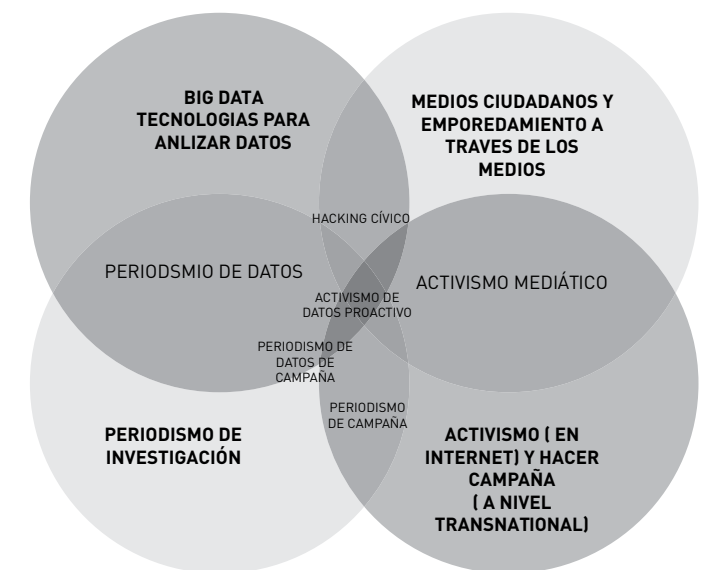 BIG DATA
TECNOLOGIAS PARA
ANLIZAR DATOS
MEDIOS CIUDADANOS Y
EMPOREDAMIENTO A
TRAVES DE LOS
MEDIOS
HACKING CÍVICO
PERIODSMIO DE DATOS
ACTIVISMO MEDIÁTICO
ACTIVISMO DE
DATOS PROACTIVO
PERIODISMO DE
DATOS DE
CAMPAÑA
PERIODISMO
DE CAMPAÑA
PERIODISMO DE
INVESTIGACIÓN
ACTIVISMO ( EN
INTERNET) Y HACER
CAMPAÑA
( A NIVEL
TRANSNATIONAL)